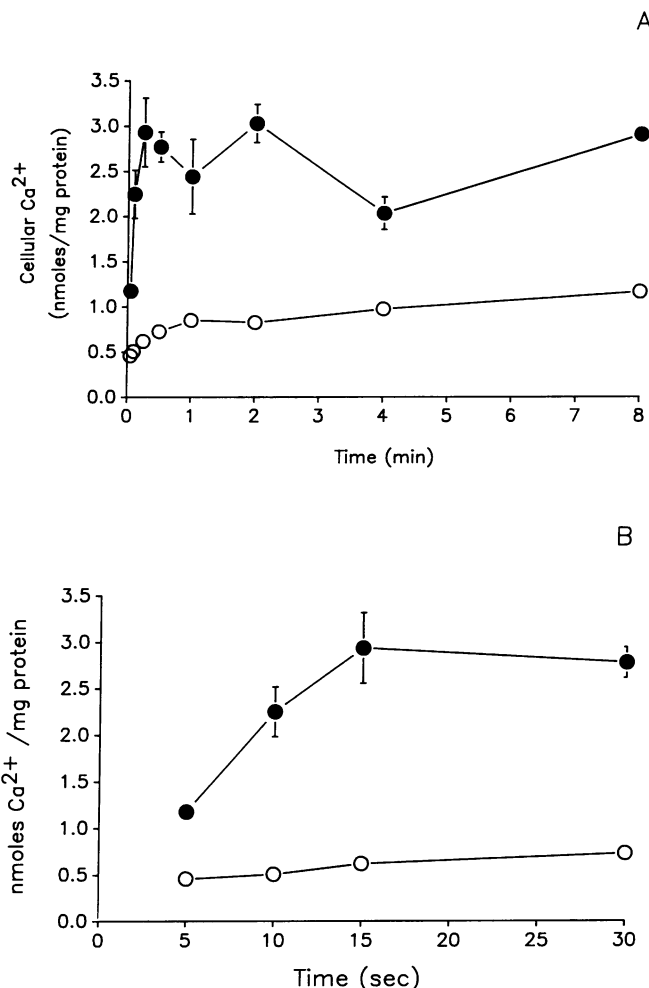 A
3.5
3.0
2.5
2.0
1.5
1.0
0.5
0.0
Cellular Ca2+
(nmoles/mg protein)
0 1 2 3 4 5 6 7 8
Time (min)
B
3.5
3.0
2.5
2.0
1.5
1.0
0.5
0.0
nmoles Ca2+ /mg protein
0 5 10 15 20 25 30
Time (sec)